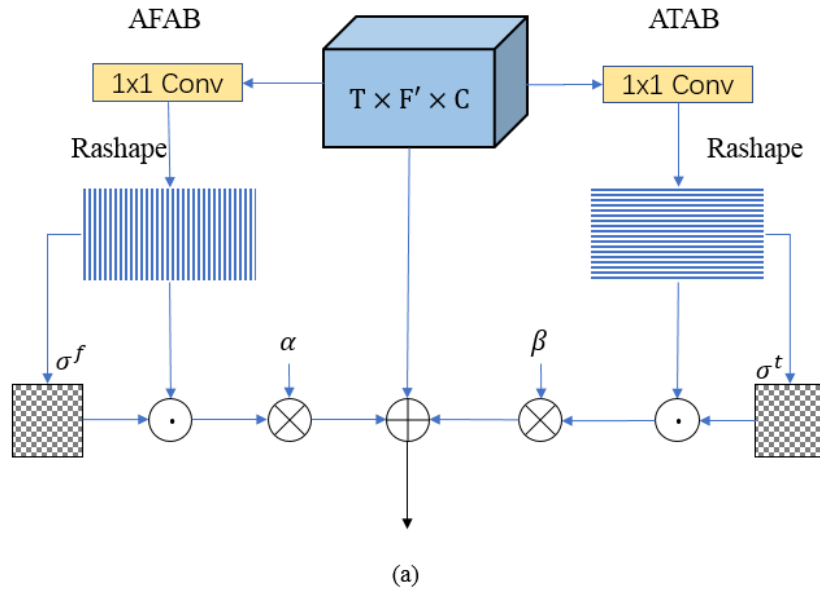 AFAB
ATAB
1x1 Conv
T × F′ × C
1x1 Conv
Rashape
Rashape
σ^f
α
β
σ^t
(a)